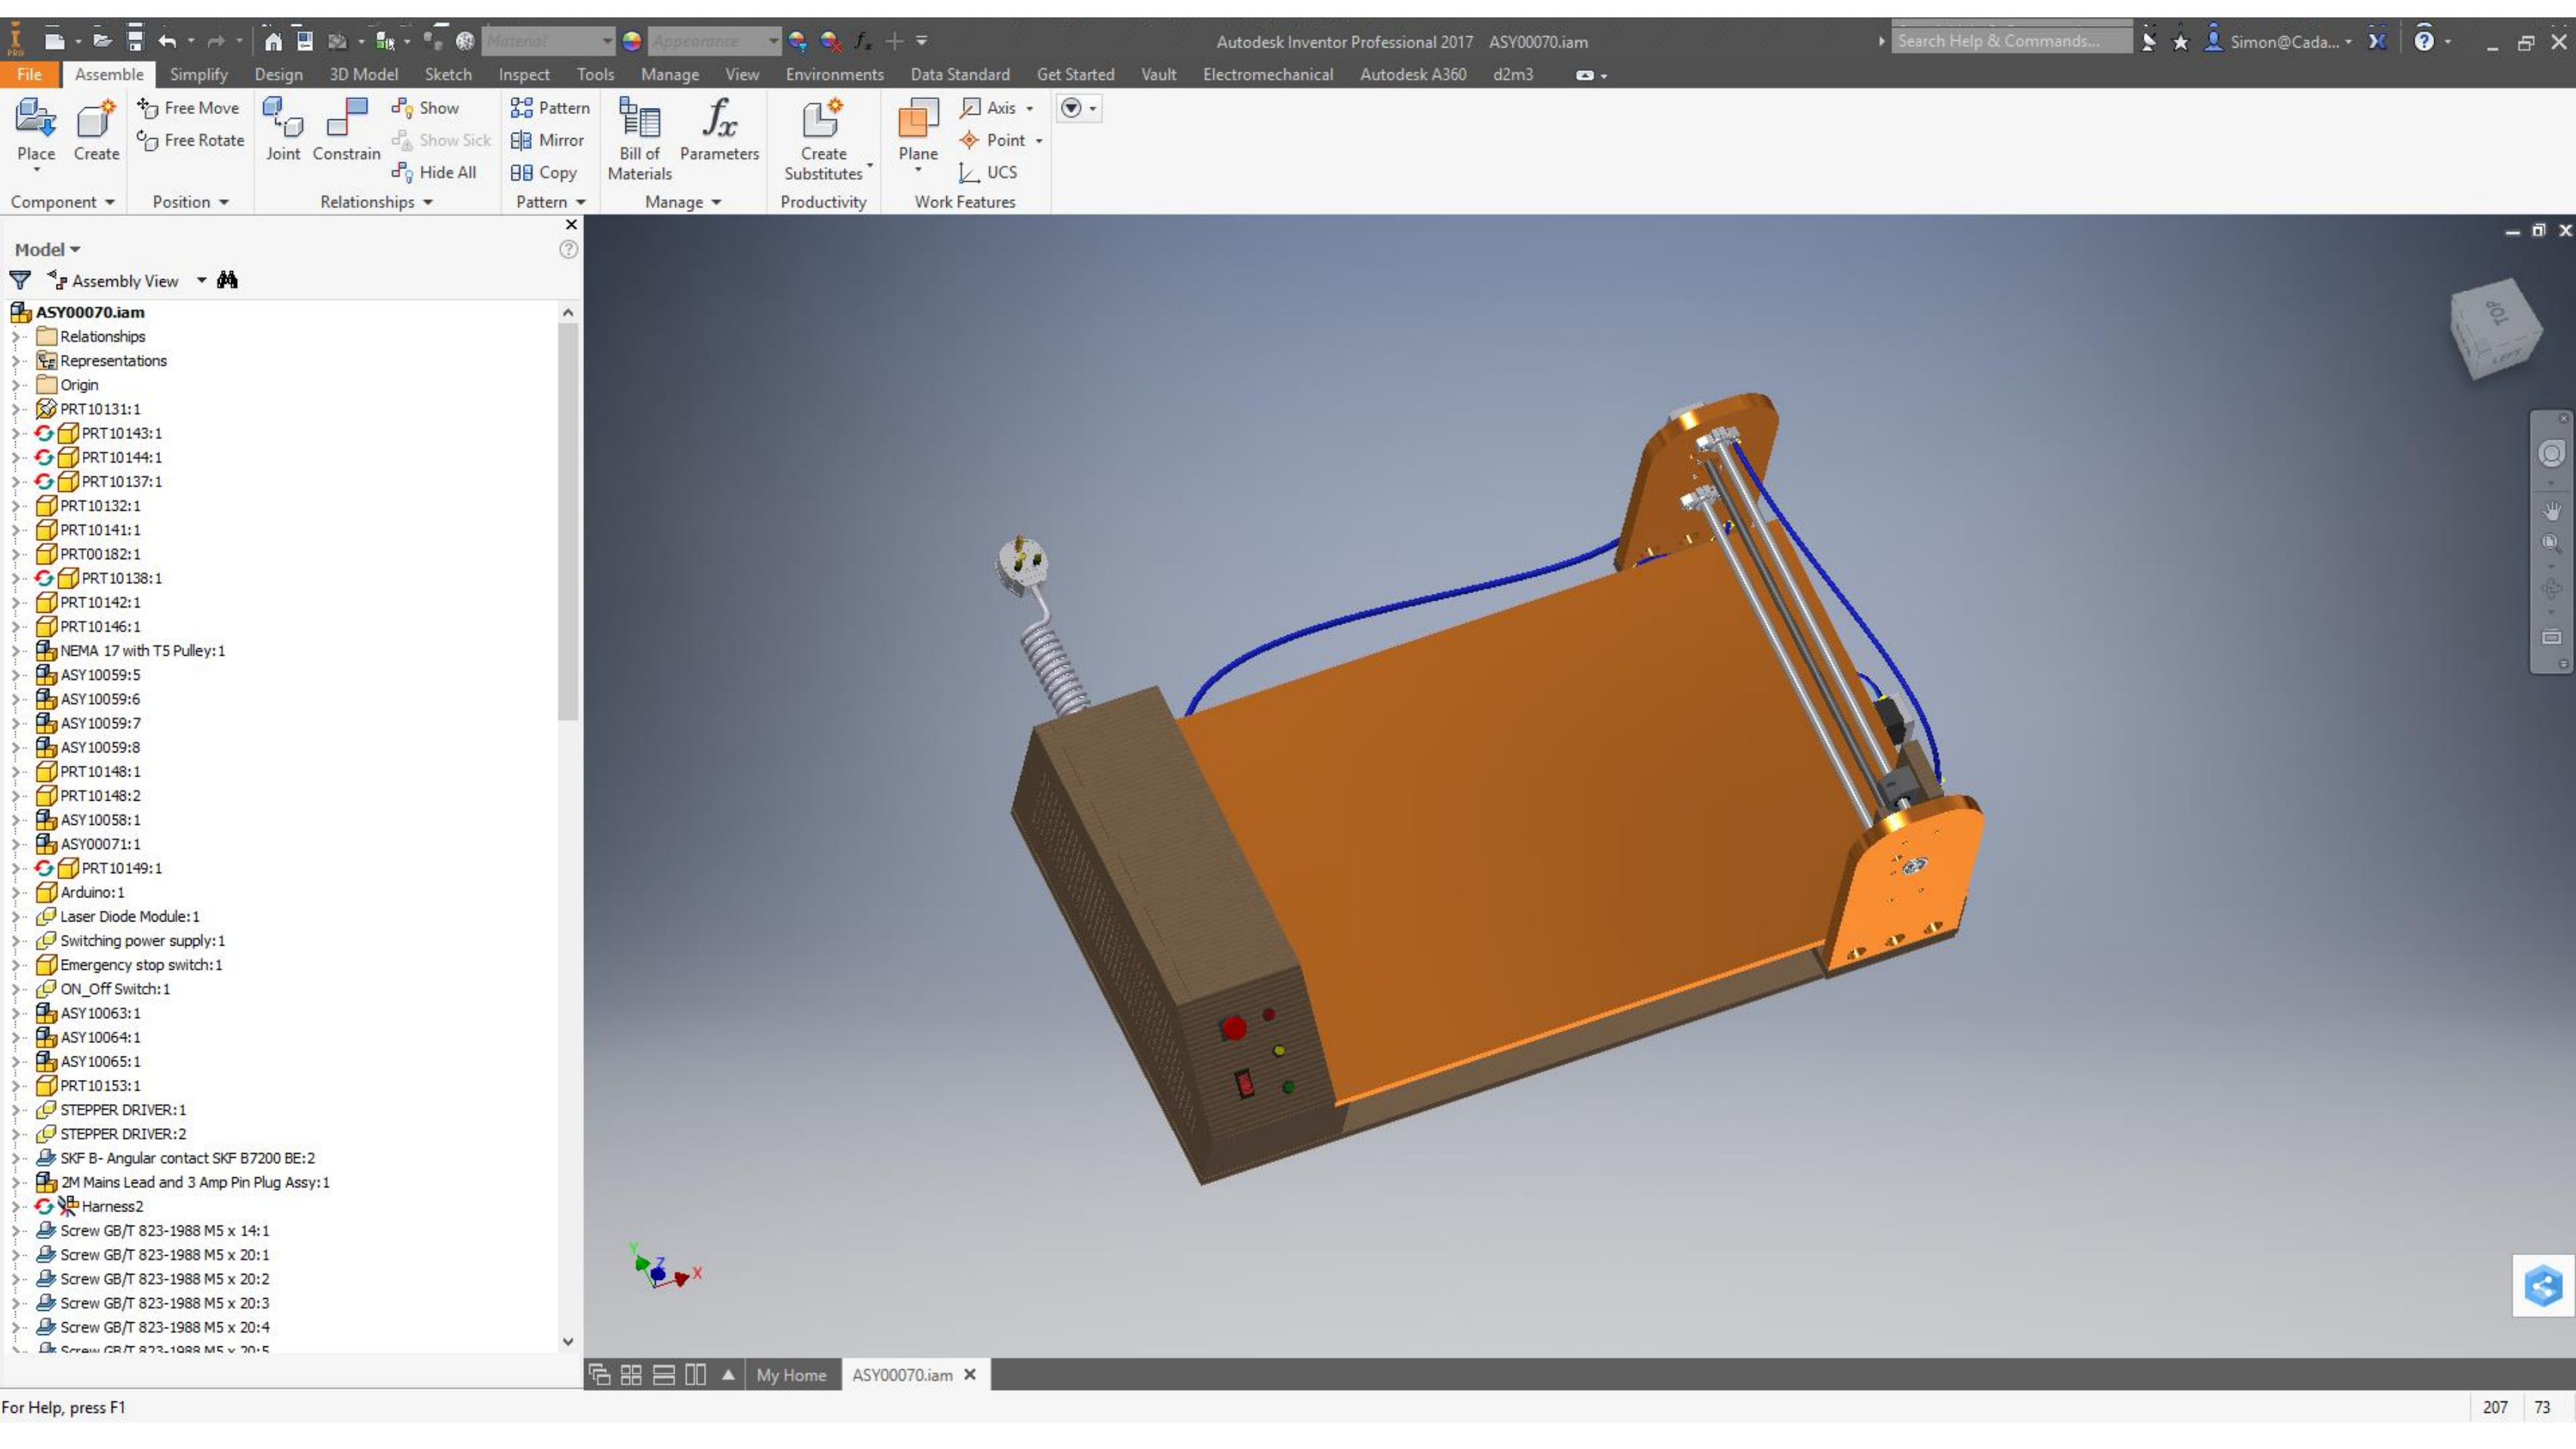 PRO
Material
Appearance
Autodesk Inventor Professional 2017 ASY00070.iam
Search Help & Commands...
Simon@Cada...
File Assemble Simplify Design 3D Model Sketch Inspect Tools Manage View Environments Data Standard Get Started Vault Electromechanical Autodesk A360 d2m3
Free Move Show Pattern Axis
Free Rotate Show Sick Mirror Point
Place Create Joint Constrain Bill of Materials Parameters Create Substitutes Plane
Hide All Copy UCS
Component Position Relationships Pattern Manage Productivity Work Features
Model
Assembly View
ASY00070.iam
Relationships
Representations
Origin
PRT10131:1
PRT10143:1
PRT10144:1
PRT10137:1
PRT10132:1
PRT10141:1
PRT00182:1
PRT10138:1
PRT10142:1
PRT10146:1
NEMA 17 with T5 Pulley:1
ASY10059:5
ASY10059:6
ASY10059:7
ASY10059:8
PRT10148:1
PRT10148:2
ASY10058:1
ASY00071:1
PRT10149:1
Arduino:1
Laser Diode Module:1
Switching power supply:1
Emergency stop switch:1
ON_Off Switch:1
ASY10063:1
ASY10064:1
ASY10065:1
PRT10153:1
STEPPER DRIVER:1
STEPPER DRIVER:2
SKF B- Angular contact SKF B7200 BE:2
2M Mains Lead and 3 Amp Pin Plug Assy:1
Harness2
Screw GB/T 823-1988 M5 x 14:1
Screw GB/T 823-1988 M5 x 20:1
Screw GB/T 823-1988 M5 x 20:2
Screw GB/T 823-1988 M5 x 20:3
Screw GB/T 823-1988 M5 x 20:4
Screw GB/T 823-1988 M5 x 20:5
TOP
LEFT
Y
Z
X
My Home ASY00070.iam
For Help, press F1
207 73